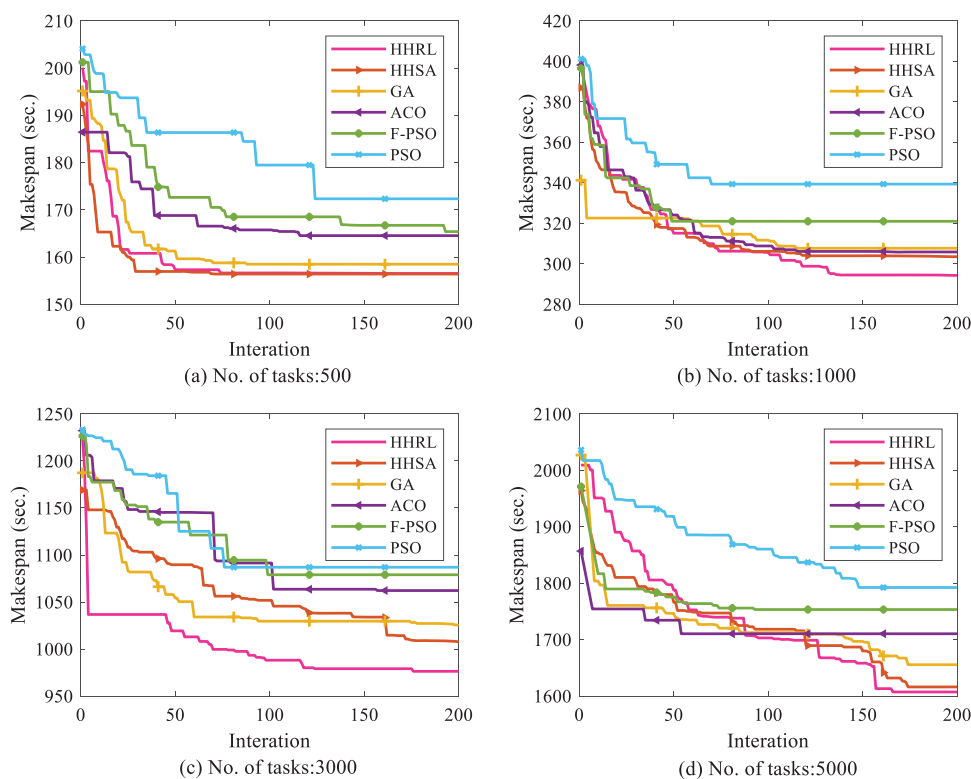 210
200
190
180
170
160
150
Makespan (sec.)
0 50 100 150 200
Interation
HHRL
HHSA
GA
ACO
F-PSO
PSO
(a) No. of tasks:500
420
400
380
360
340
320
300
280
Makespan (sec.)
0 50 100 150 200
Interation
HHRL
HHSA
GA
ACO
F-PSO
PSO
(b) No. of tasks:1000
1250
1200
1150
1100
1050
1000
950
Makespan (sec.)
0 50 100 150 200
Interation
HHRL
HHSA
GA
ACO
F-PSO
PSO
(c) No. of tasks:3000
2100
2000
1900
1800
1700
1600
Makespan (sec.)
0 50 100 150 200
Interation
HHRL
HHSA
GA
ACO
F-PSO
PSO
(d) No. of tasks:5000